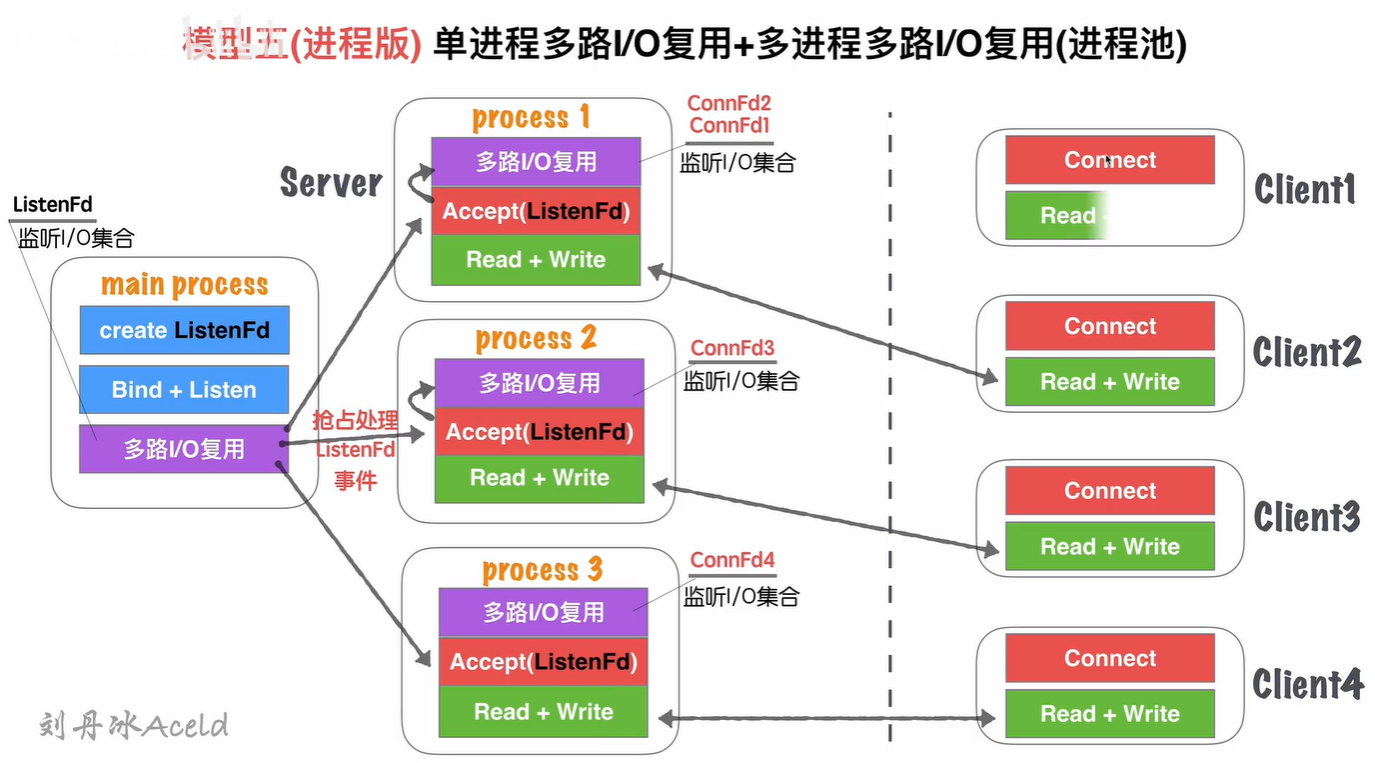 模型五(进程版) 单进程多路I/O复用+多进程多路I/O复用(进程池)
ListenFd
监听I/O集合
main process
create ListenFd
Bind + Listen
多路I/O复用
抢占处理
ListenFd
事件
Server
process 1
多路I/O复用
Accept(ListenFd)
Read + Write
ConnFd2
ConnFd1
监听I/O集合
process 2
多路I/O复用
Accept(ListenFd)
Read + Write
ConnFd3
监听I/O集合
process 3
多路I/O复用
Accept(ListenFd)
Read + Write
ConnFd4
监听I/O集合
Connect
Read
Client1
Connect
Read + Write
Client2
Connect
Read + Write
Client3
Connect
Read + Write
Client4
刘丹冰Aceld